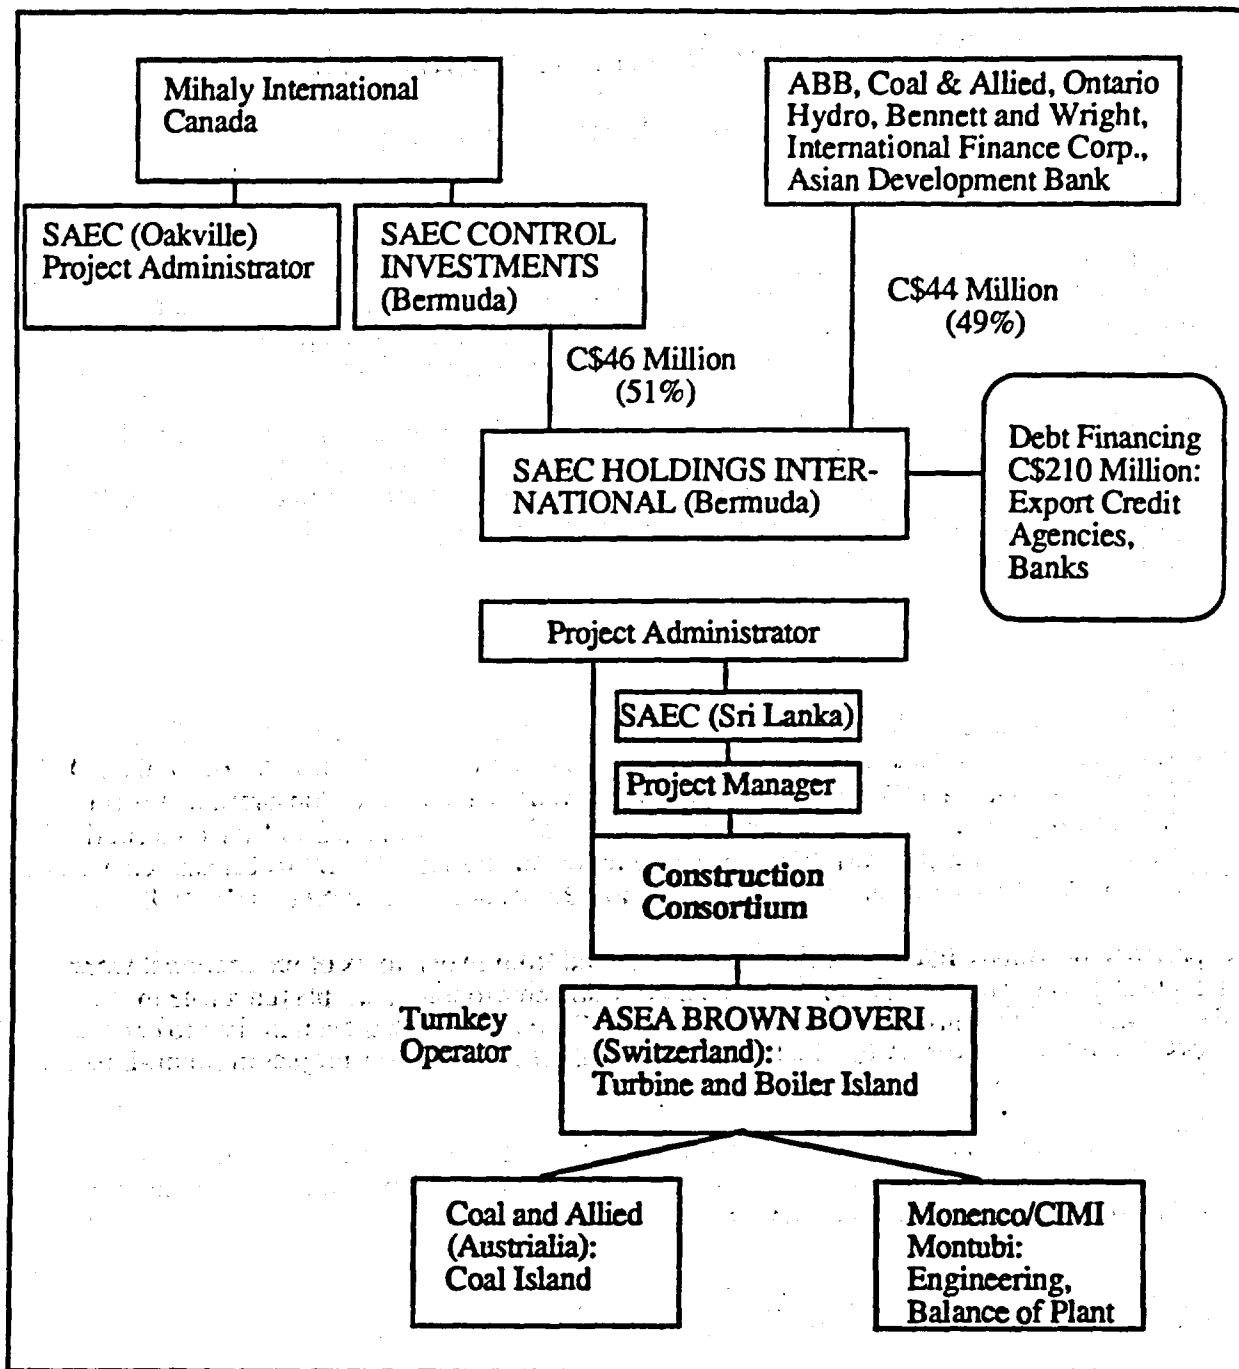 Mihaly International
Canada
ABB, Coal & Allied, Ontario
Hydro, Bennett and Wright,
International Finance Corp.,
Asian Development Bank
SAEC (Oakville)
Project Administrator
SAEC CONTROL
INVESTMENTS
(Bermuda)
C$44 Million
(49%)
C$46 Million
(51%)
SAEC HOLDINGS INTER-
NATIONAL (Bermuda)
Debt Financing
C$210 Million:
Export Credit
Agencies,
Banks
Project Administrator
SAEC (Sri Lanka)
Project Manager
Construction
Consortium
Turnkey
Operator
ASEA BROWN BOVERI
(Switzerland):
Turbine and Boiler Island
Coal and Allied
(Austrialia):
Coal Island
Monenco/CIMI
Montubi:
Engineering,
Balance of Plant